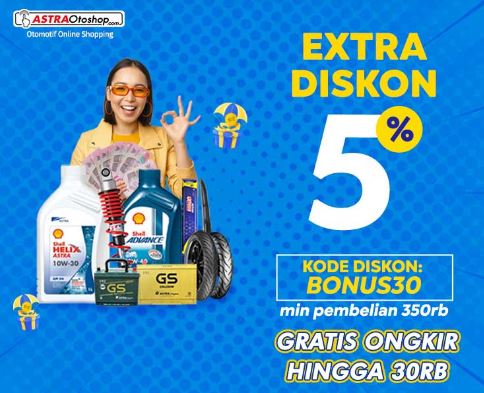 ASTRAOtoshop.com
Otomotif Online Shopping
EXTRA
DISKON
5%
KODE DISKON:
BONUS30
min pembelian 350rb
GRATIS ONGKIR
HINGGA 30RB
Shell
HELIX
ASTRA
10W-30
Shell
ADVANCE
GS
GS
ASTRA